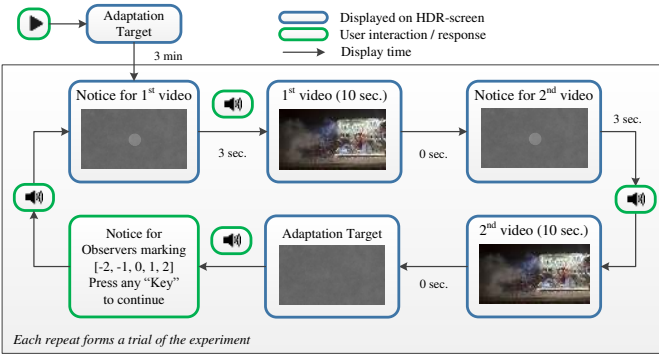 Adaptation
Target
Displayed on HDR-screen
User interaction / response
Display time
3 min
Notice for 1st video
3 sec.
1st video (10 sec.)
0 sec.
Notice for 2nd video
3 sec.
Notice for
Observers marking
[-2, -1, 0, 1, 2]
Press any “Key”
to continue
Adaptation Target
0 sec.
2nd video (10 sec.)
Each repeat forms a trial of the experiment